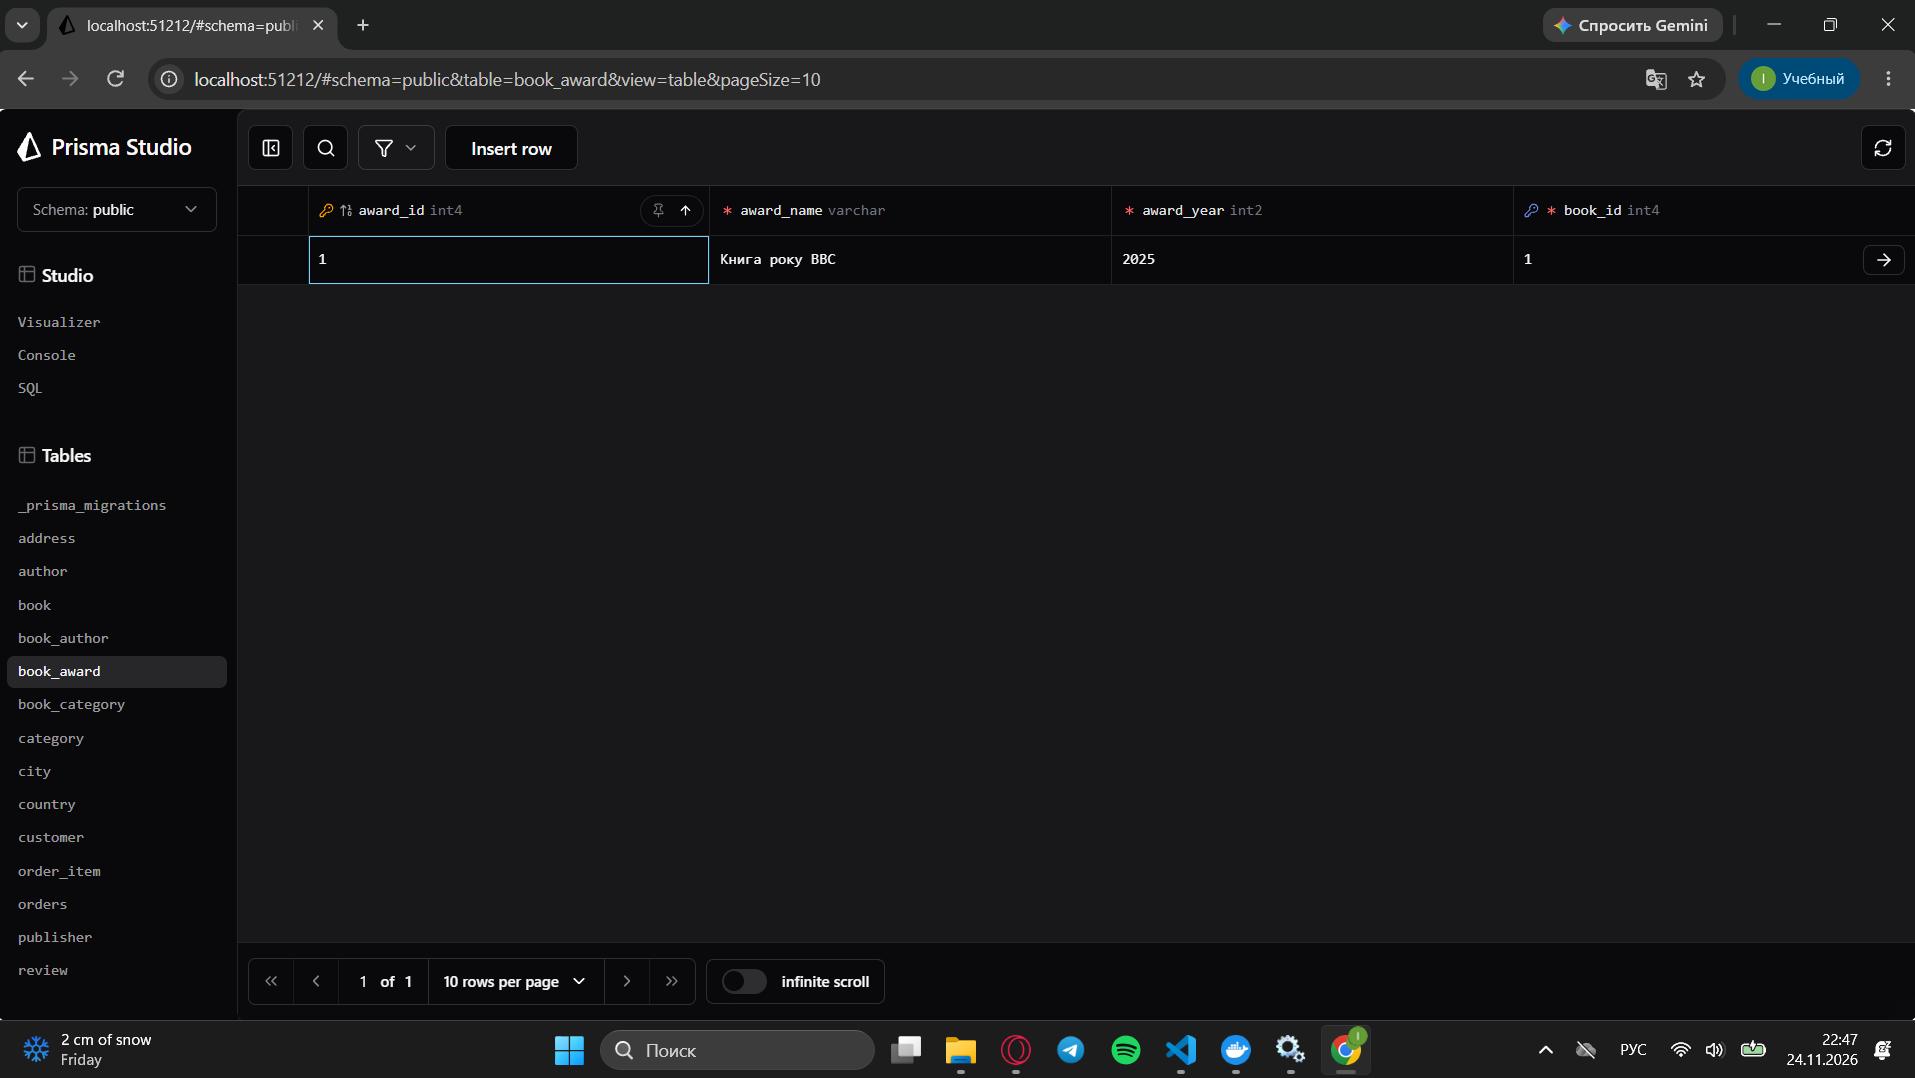 localhost:51212/#schema=publ
Спросить Gemini
localhost:51212/#schema=public&table=book_award&view=table&pageSize=10
I Учебный
Prisma Studio
Schema: public
Studio
Visualizer
Console
SQL
Tables
_prisma_migrations
address
author
book
book_author
book_award
book_category
category
city
country
customer
order_item
orders
publisher
review
Insert row
award_id int4
* award_name varchar
* award_year int2
* book_id int4
1
Книга року ВВС
2025
1
1 of 1
10 rows per page
infinite scroll
2 cm of snow
Friday
Поиск
РУС
22:47
24.11.2026